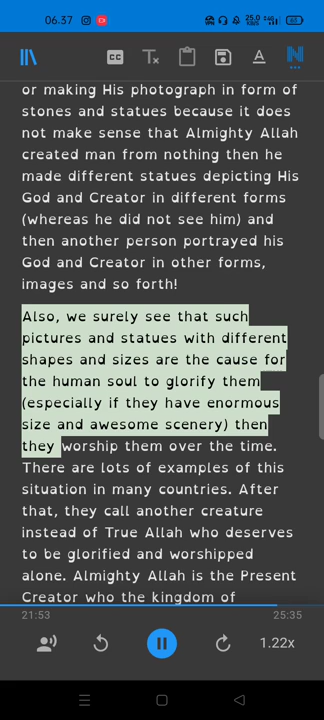 06.37
25.0
CC
T
A
N
or making His photograph in form of
stones and statues because it does
not make sense that Almighty Allah
created man from nothing then he
made different statues depicting His
God and Creator in different forms
(whereas he did not see him) and
then another person portrayed his
God and Creator in other forms,
images and so forth!
Also, we surely see that such
pictures and statues with different
shapes and sizes are the cause for
the human soul to glorify them
(especially if they have enormous
size and awesome scenery) then
they worship them over the time.
There are lots of examples of this
situation in many countries. After
that, they call another creature
instead of True Allah who deserves
to be glorified and worshipped
alone. Almighty Allah is the Present
Creator who the kingdom of
21:53 25:35
1.22x